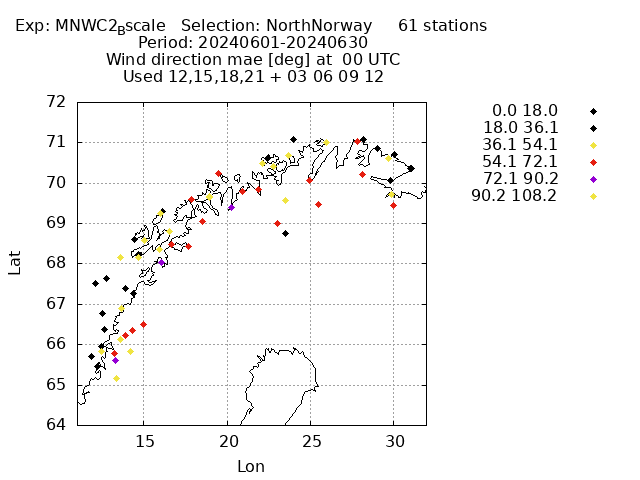 Exp: MNWC2Bscale Selection: NorthNorway 61 stations
Period: 20240601-20240630
Wind direction mae [deg] at 00 UTC
Used 12,15,18,21 + 03 06 09 12
72
71
70
69
68
67
66
65
64
Lat
15 20 25 30
Lon
0.0 18.0
18.0 36.1
36.1 54.1
54.1 72.1
72.1 90.2
90.2 108.2